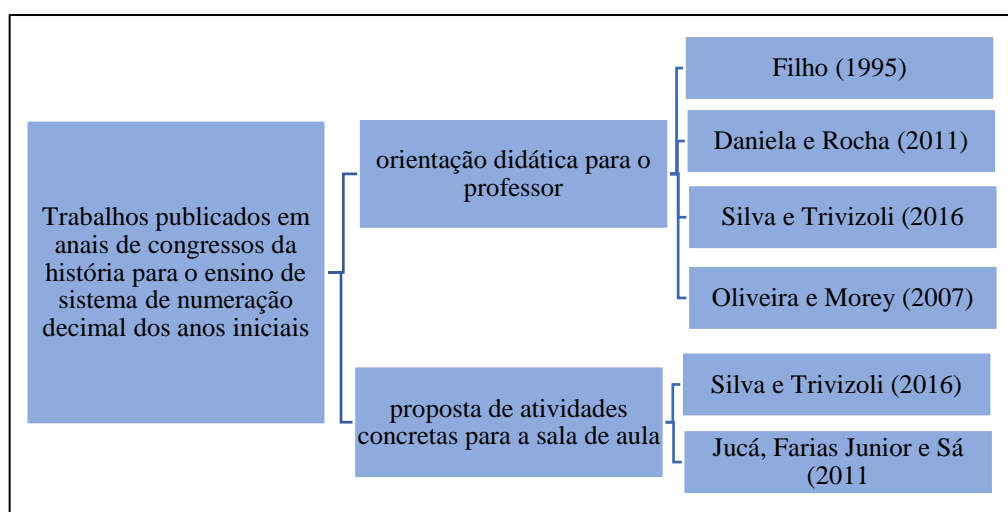 Trabalhos publicados em
anais de congressos da
história para o ensino de
sistema de numeração
decimal dos anos iniciais
orientação didática para o
professor
Filho (1995)
Daniela e Rocha (2011)
Silva e Trivizoli (2016
Oliveira e Morey (2007)
proposta de atividades
concretas para a sala de aula
Silva e Trivizoli (2016)
Jucá, Farias Junior e Sá
(2011